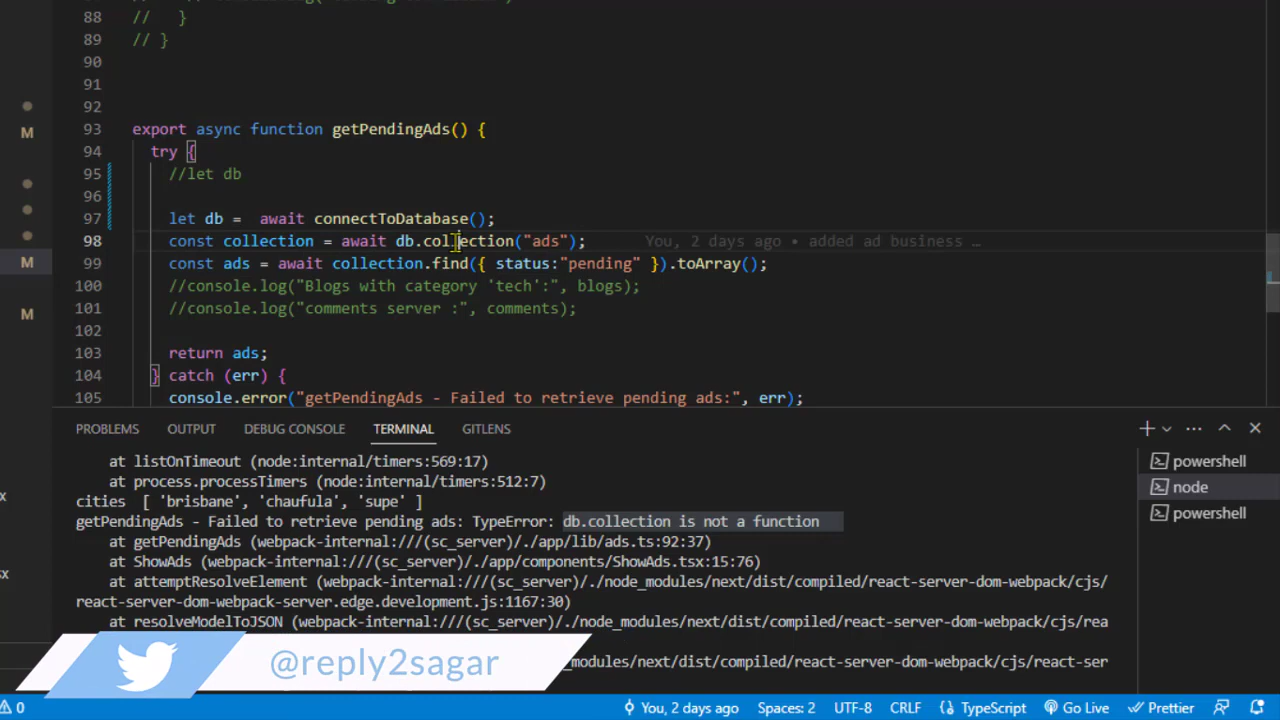 88 //   }
89 // }
90
91
92
93 export async function getPendingAds() {
94 try {
95 //let db
96
97 let db =  await connectToDatabase();
98 const collection = await db.collection("ads");     You, 2 days ago • added ad business …
99 const ads = await collection.find({ status:"pending" }).toArray();
100 //console.log("Blogs with category 'tech':", blogs);
101 //console.log("comments server :", comments);
102
103 return ads;
104 } catch (err) {
105 console.error("getPendingAds - Failed to retrieve pending ads:", err);
M
M
M
PROBLEMS OUTPUT DEBUG CONSOLE TERMINAL GITLENS
at listOnTimeout (node:internal/timers:569:17)
at process.processTimers (node:internal/timers:512:7)
cities  [ 'brisbane', 'chaufula', 'supe' ]
getPendingAds - Failed to retrieve pending ads: TypeError: db.collection is not a function
at getPendingAds (webpack-internal:///(sc_server)/./app/lib/ads.ts:92:37)
at ShowAds (webpack-internal:///(sc_server)/./app/components/ShowAds.tsx:15:76)
at attemptResolveElement (webpack-internal:///(sc_server)/./node_modules/next/dist/compiled/react-server-dom-webpack/cjs/
react-server-dom-webpack-server.edge.development.js:1167:30)
at resolveModelToJSON (webpack-internal:///(sc_server)/./node_modules/next/dist/compiled/react-server-dom-webpack/cjs/rea
_modules/next/dist/compiled/react-server-dom-webpack/cjs/react-ser
powershell
node
powershell
@reply2sagar
0 You, 2 days ago Spaces: 2 UTF-8 CRLF TypeScript Go Live Prettier